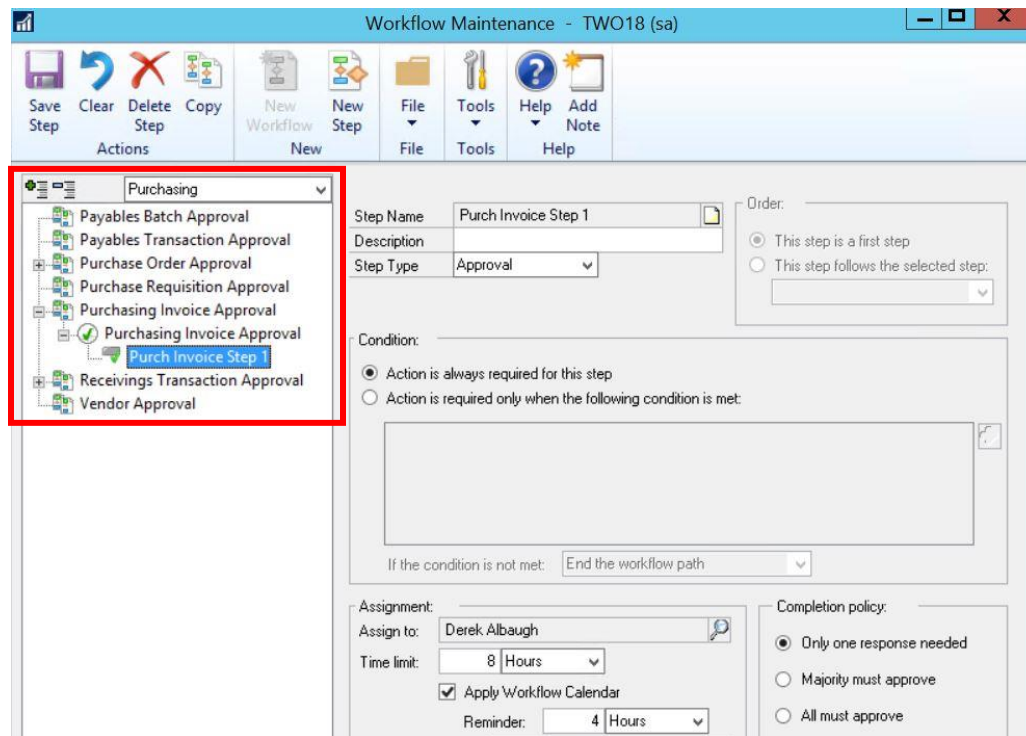 Workflow Maintenance - TWO18 (sa)
Save Step
Clear
Delete Step
Copy
New Workflow
New Step
File
Tools
Help
Add Note
Actions
New
File
Tools
Help
Purchasing
Payables Batch Approval
Payables Transaction Approval
Purchase Order Approval
Purchase Requisition Approval
Purchasing Invoice Approval
Purchasing Invoice Approval
Purch Invoice Step 1
Receivings Transaction Approval
Vendor Approval
Step Name Purch Invoice Step 1
Description
Step Type Approval
Order:
This step is a first step
This step follows the selected step:
Condition:
Action is always required for this step
Action is required only when the following condition is met:
If the condition is not met: End the workflow path
Assignment:
Assign to: Derek Albaugh
Time limit: 8 Hours
Apply Workflow Calendar
Reminder: 4 Hours
Completion policy:
Only one response needed
Majority must approve
All must approve